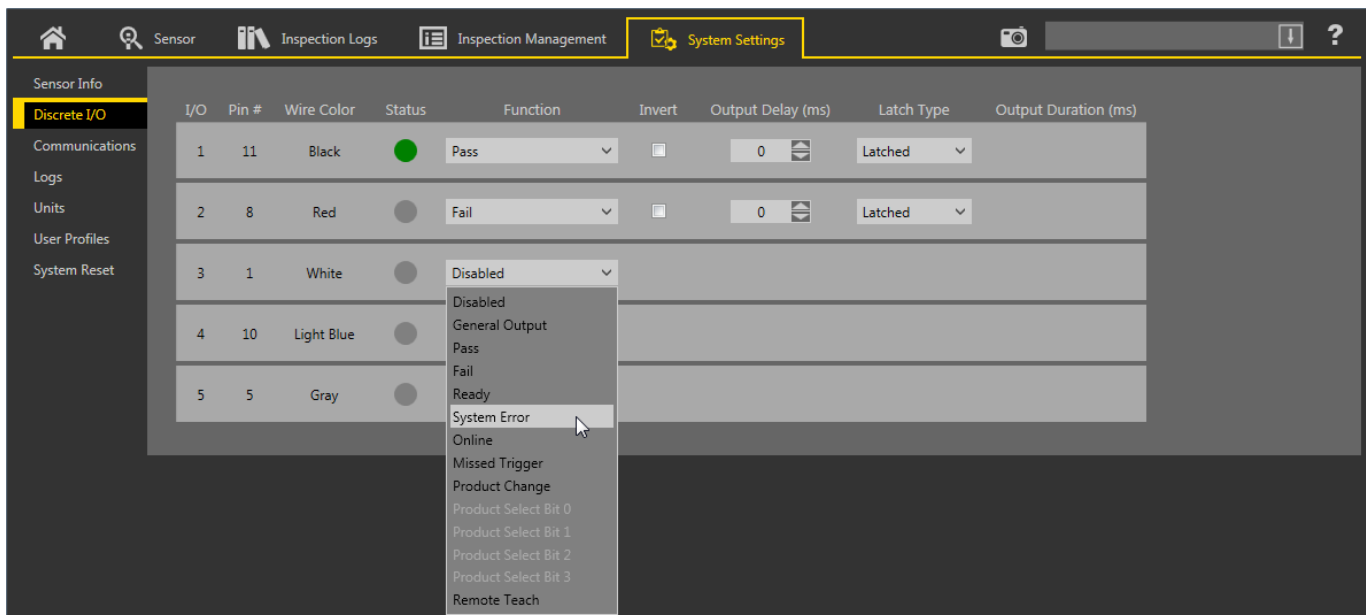 Sensor
Inspection Logs
Inspection Management
System Settings
?
Sensor Info
Discrete I/O
Communications
Logs
Units
User Profiles
System Reset
I/O Pin # Wire Color Status Function Invert Output Delay (ms) Latch Type Output Duration (ms)
1 11 Black Pass 0 Latched
2 8 Red Fail 0 Latched
3 1 White Disabled
4 10 Light Blue
5 5 Gray
Disabled
General Output
Pass
Fail
Ready
System Error
Online
Missed Trigger
Product Change
Product Select Bit 0
Product Select Bit 1
Product Select Bit 2
Product Select Bit 3
Remote Teach